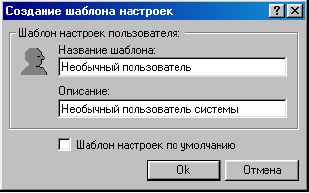 Создание шаблона настроек
Шаблон настроек пользователя:
Название шаблона:
Необычный пользователь
Описание:
Необычный пользователь системы
Шаблон настроек по умолчанию
Ok Отмена